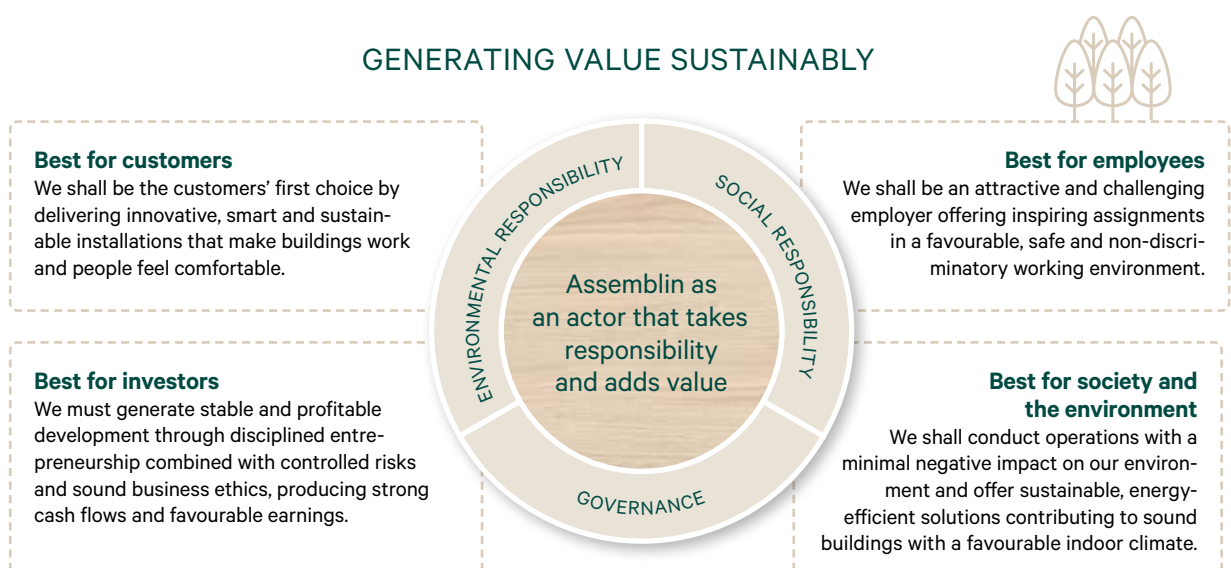 GENERATING VALUE SUSTAINABLY
Best for customers
We shall be the customers’ first choice by
delivering innovative, smart and sustain-
able installations that make buildings work
and people feel comfortable.
Best for investors
We must generate stable and profitable
development through disciplined entre-
preneurship combined with controlled risks
and sound business ethics, producing strong
cash flows and favourable earnings.
ENVIRONMENTAL RESPONSIBILITY
SOCIAL RESPONSIBILITY
GOVERNANCE
Assemblin as
an actor that takes
responsibility
and adds value
Best for employees
We shall be an attractive and challenging
employer offering inspiring assignments
in a favourable, safe and non-discri-
minatory working environment.
Best for society and
the environment
We shall conduct operations with a
minimal negative impact on our environ-
ment and offer sustainable, energy-
efficient solutions contributing to sound
buildings with a favourable indoor climate.